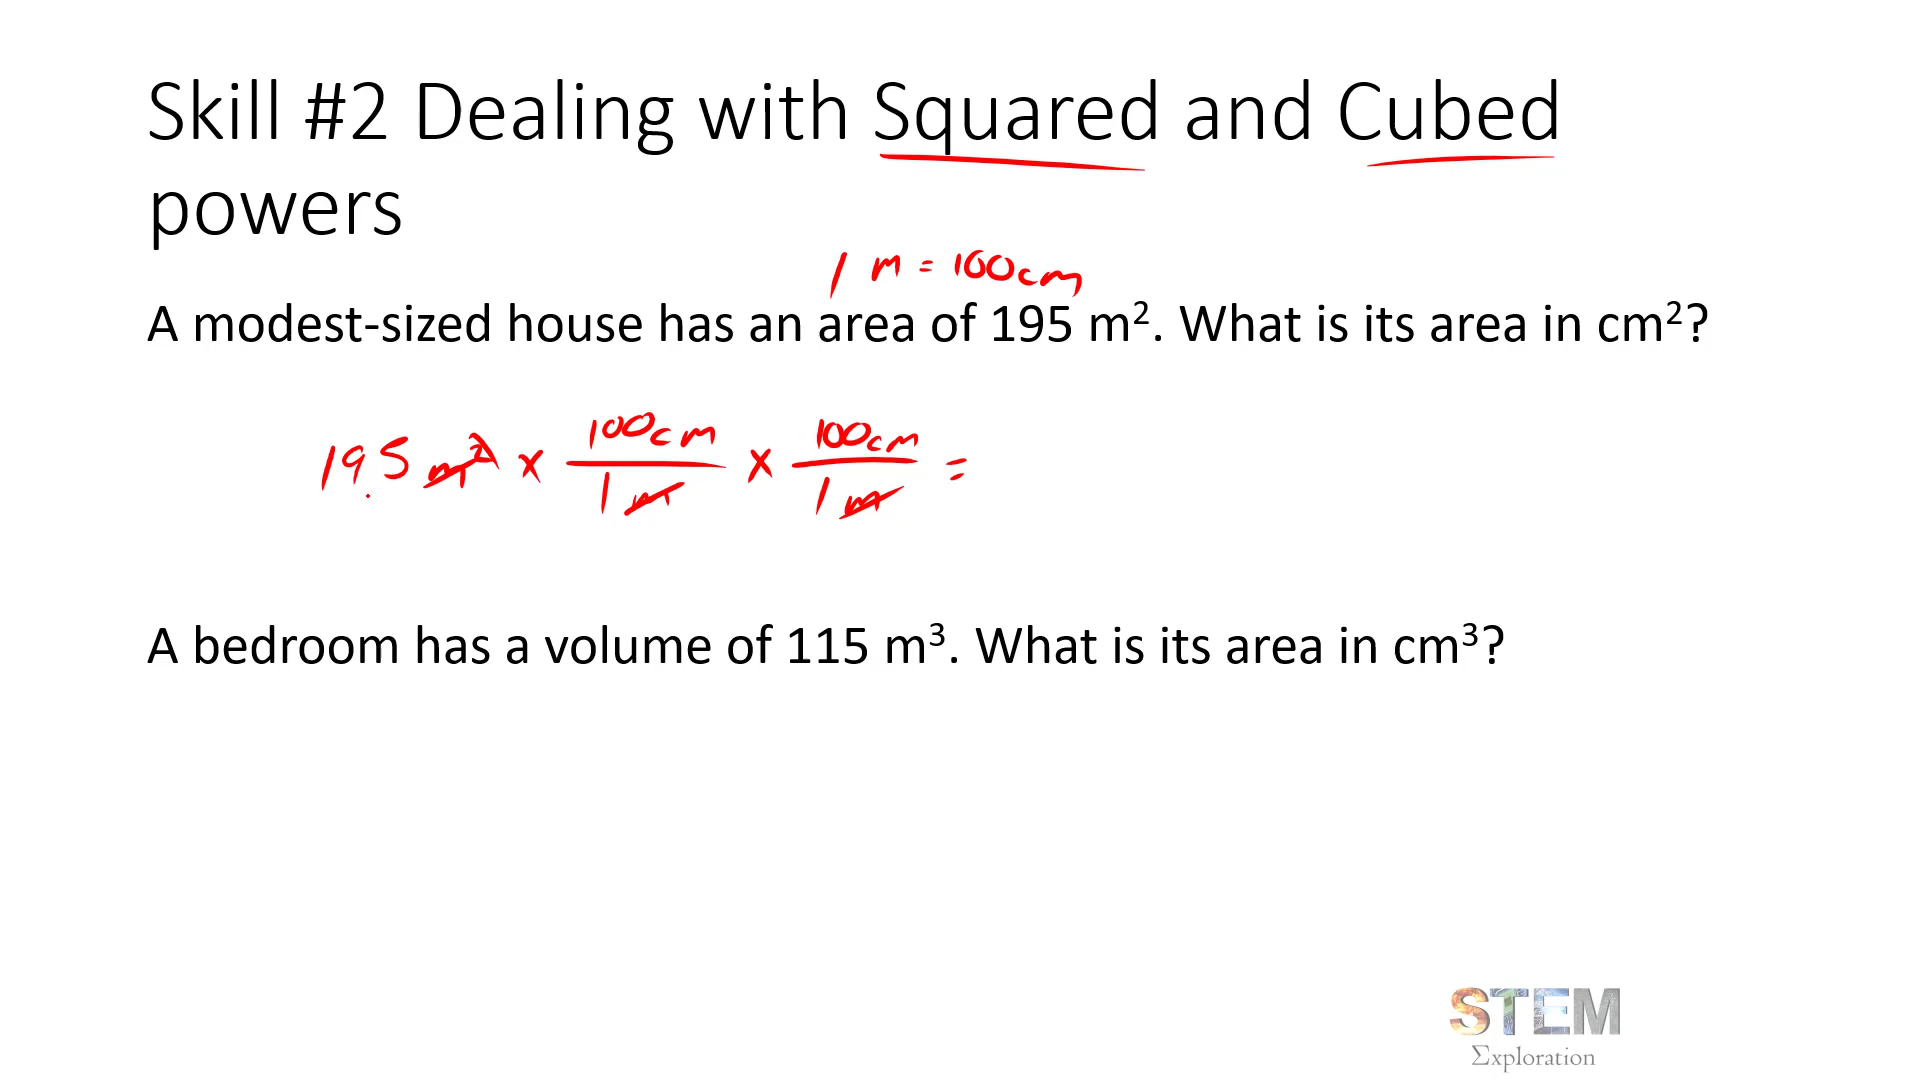 Skill #2 Dealing with Squared and Cubed
powers
1 m = 100cm
A modest-sized house has an area of 195 m². What is its area in cm²?
195 m² x 100cm/1 m x 100cm/1 m =
A bedroom has a volume of 115 m³. What is its area in cm³?
STEM
Σxploration